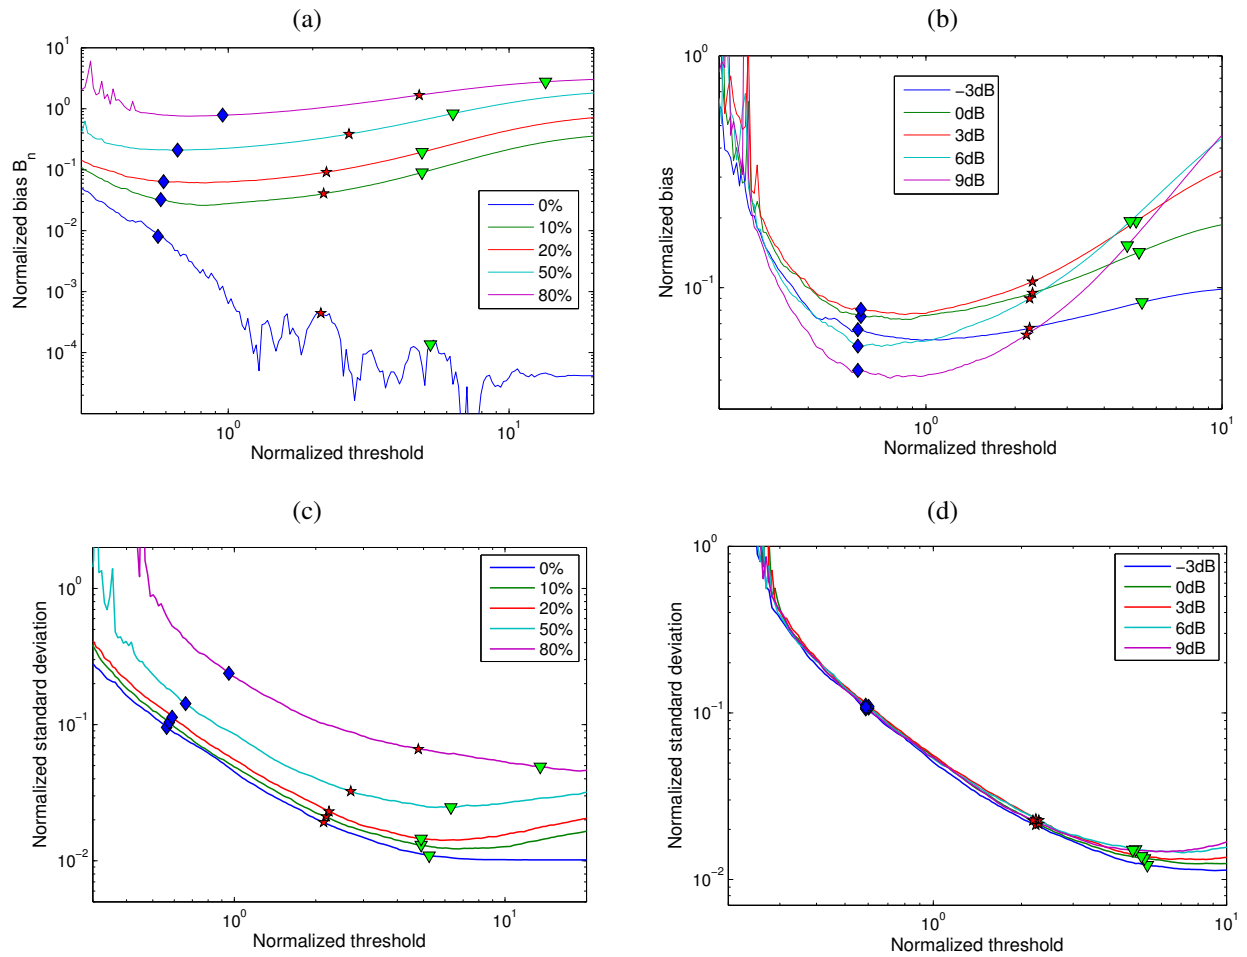 (a)
10^1
10^0
10^-1
10^-2
10^-3
10^-4
Normalized bias B_n
10^0
10^1
Normalized threshold
0%
10%
20%
50%
80%
(b)
10^0
10^-1
Normalized bias
10^0
10^1
Normalized threshold
−3dB
0dB
3dB
6dB
9dB
(c)
10^0
10^-1
10^-2
Normalized standard deviation
10^0
10^1
Normalized threshold
0%
10%
20%
50%
80%
(d)
10^0
10^-1
10^-2
Normalized standard deviation
10^0
10^1
Normalized threshold
−3dB
0dB
3dB
6dB
9dB